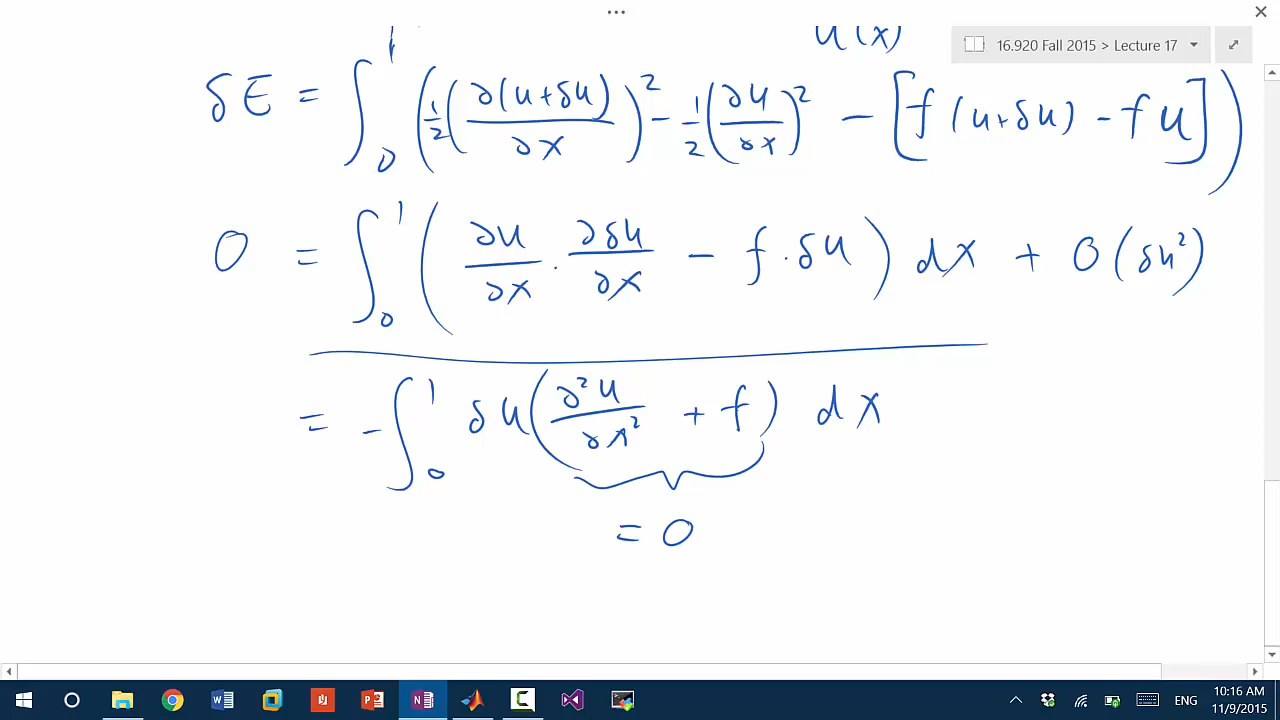 ...
16.920 Fall 2015 > Lecture 17
u(x)
δE = ∫₀¹ (½(∂(u+δu)/∂x)² − ½(∂u/∂x)² − [f(u+δu) − fu])
0 = ∫₀¹ (∂u/∂x · ∂δu/∂x − f·δu) dx + O(δu²)
= −∫₀¹ δu(∂²u/∂x² + f) dx
= 0
ENG
10:16 AM
11/9/2015